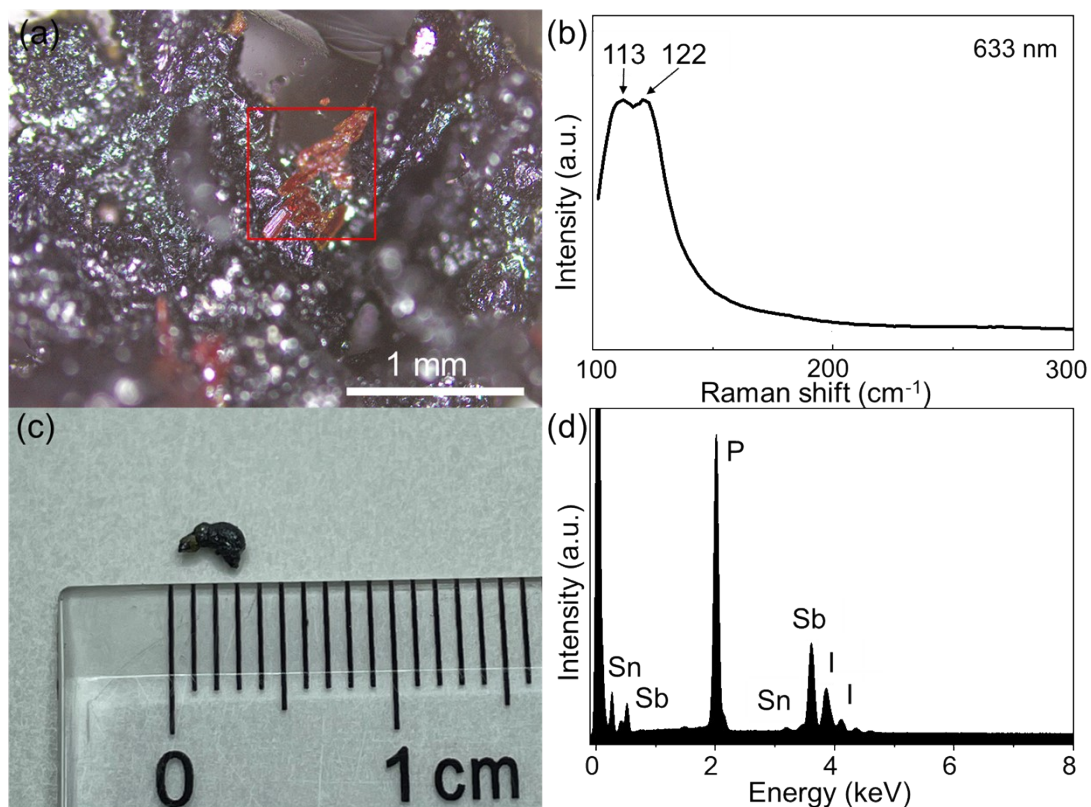 (a)
1 mm
(b)
113
122
633 nm
Intensity (a.u.)
100
200
300
Raman shift (cm⁻¹)
(c)
0
1 cm
(d)
P
Sb
I
I
Sn
Sn
Sb
Intensity (a.u.)
0
2
4
6
8
Energy (keV)